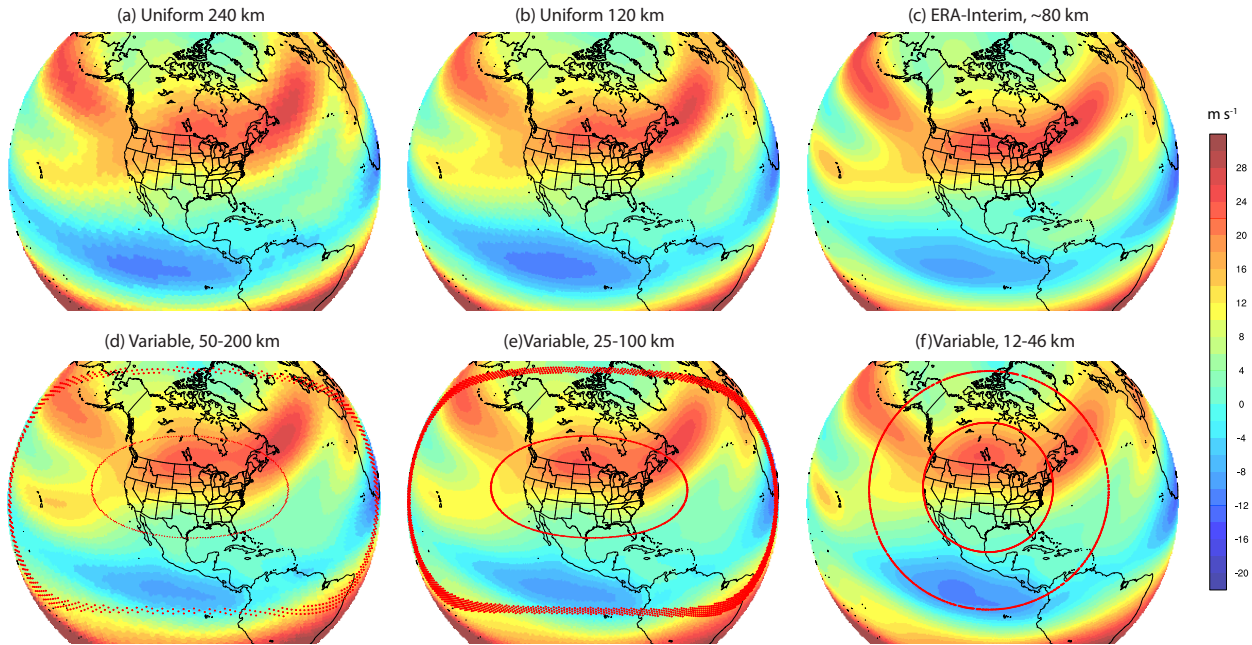 (a) Uniform 240 km
(b) Uniform 120 km
(c) ERA-Interim, ~80 km
m s⁻¹
28
24
20
16
12
8
4
0
-4
-8
-12
-16
-20
(d) Variable, 50-200 km
(e)Variable, 25-100 km
(f)Variable, 12-46 km